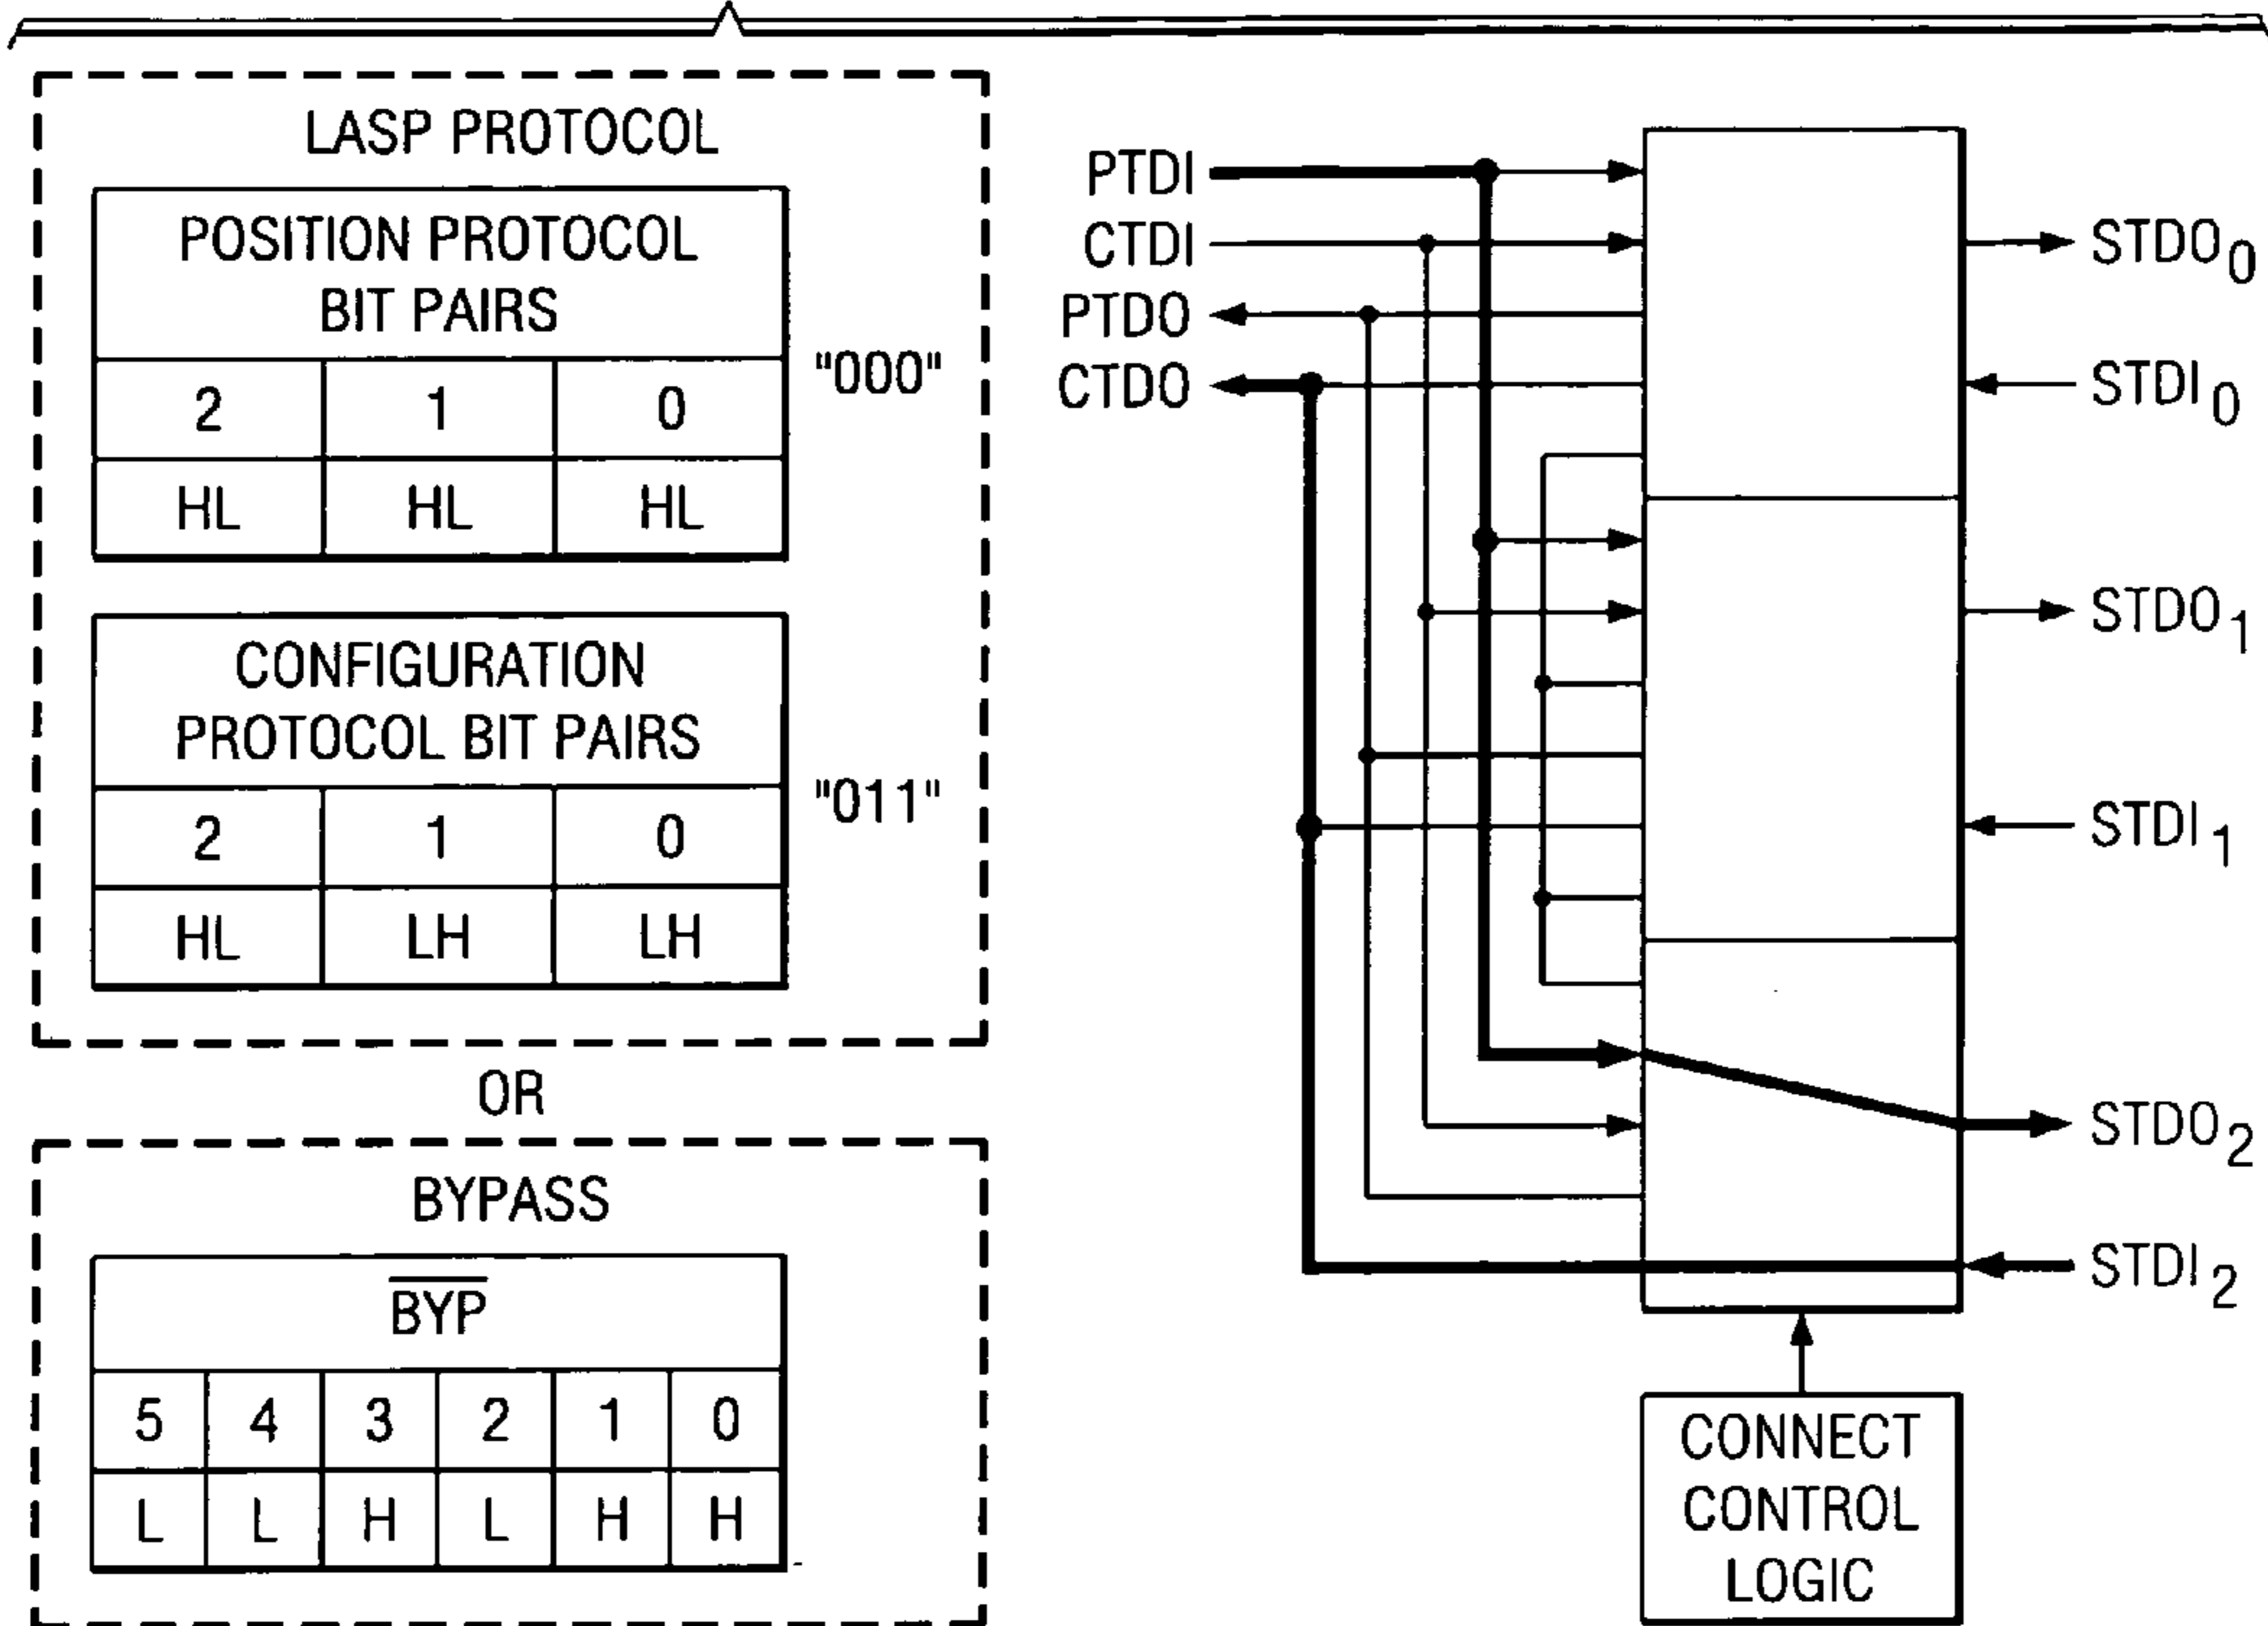 LASP PROTOCOL
POSITION PROTOCOL
BIT PAIRS
2 1 0
HL HL HL
"000"
CONFIGURATION
PROTOCOL BIT PAIRS
2 1 0
HL LH LH
"011"
OR
BYPASS
BYP
5 4 3 2 1 0
L L H L H H
PTDI
CTDI
PTDO
CTDO
STDO0
STDI0
STDO1
STDI1
STDO2
STDI2
CONNECT
CONTROL
LOGIC